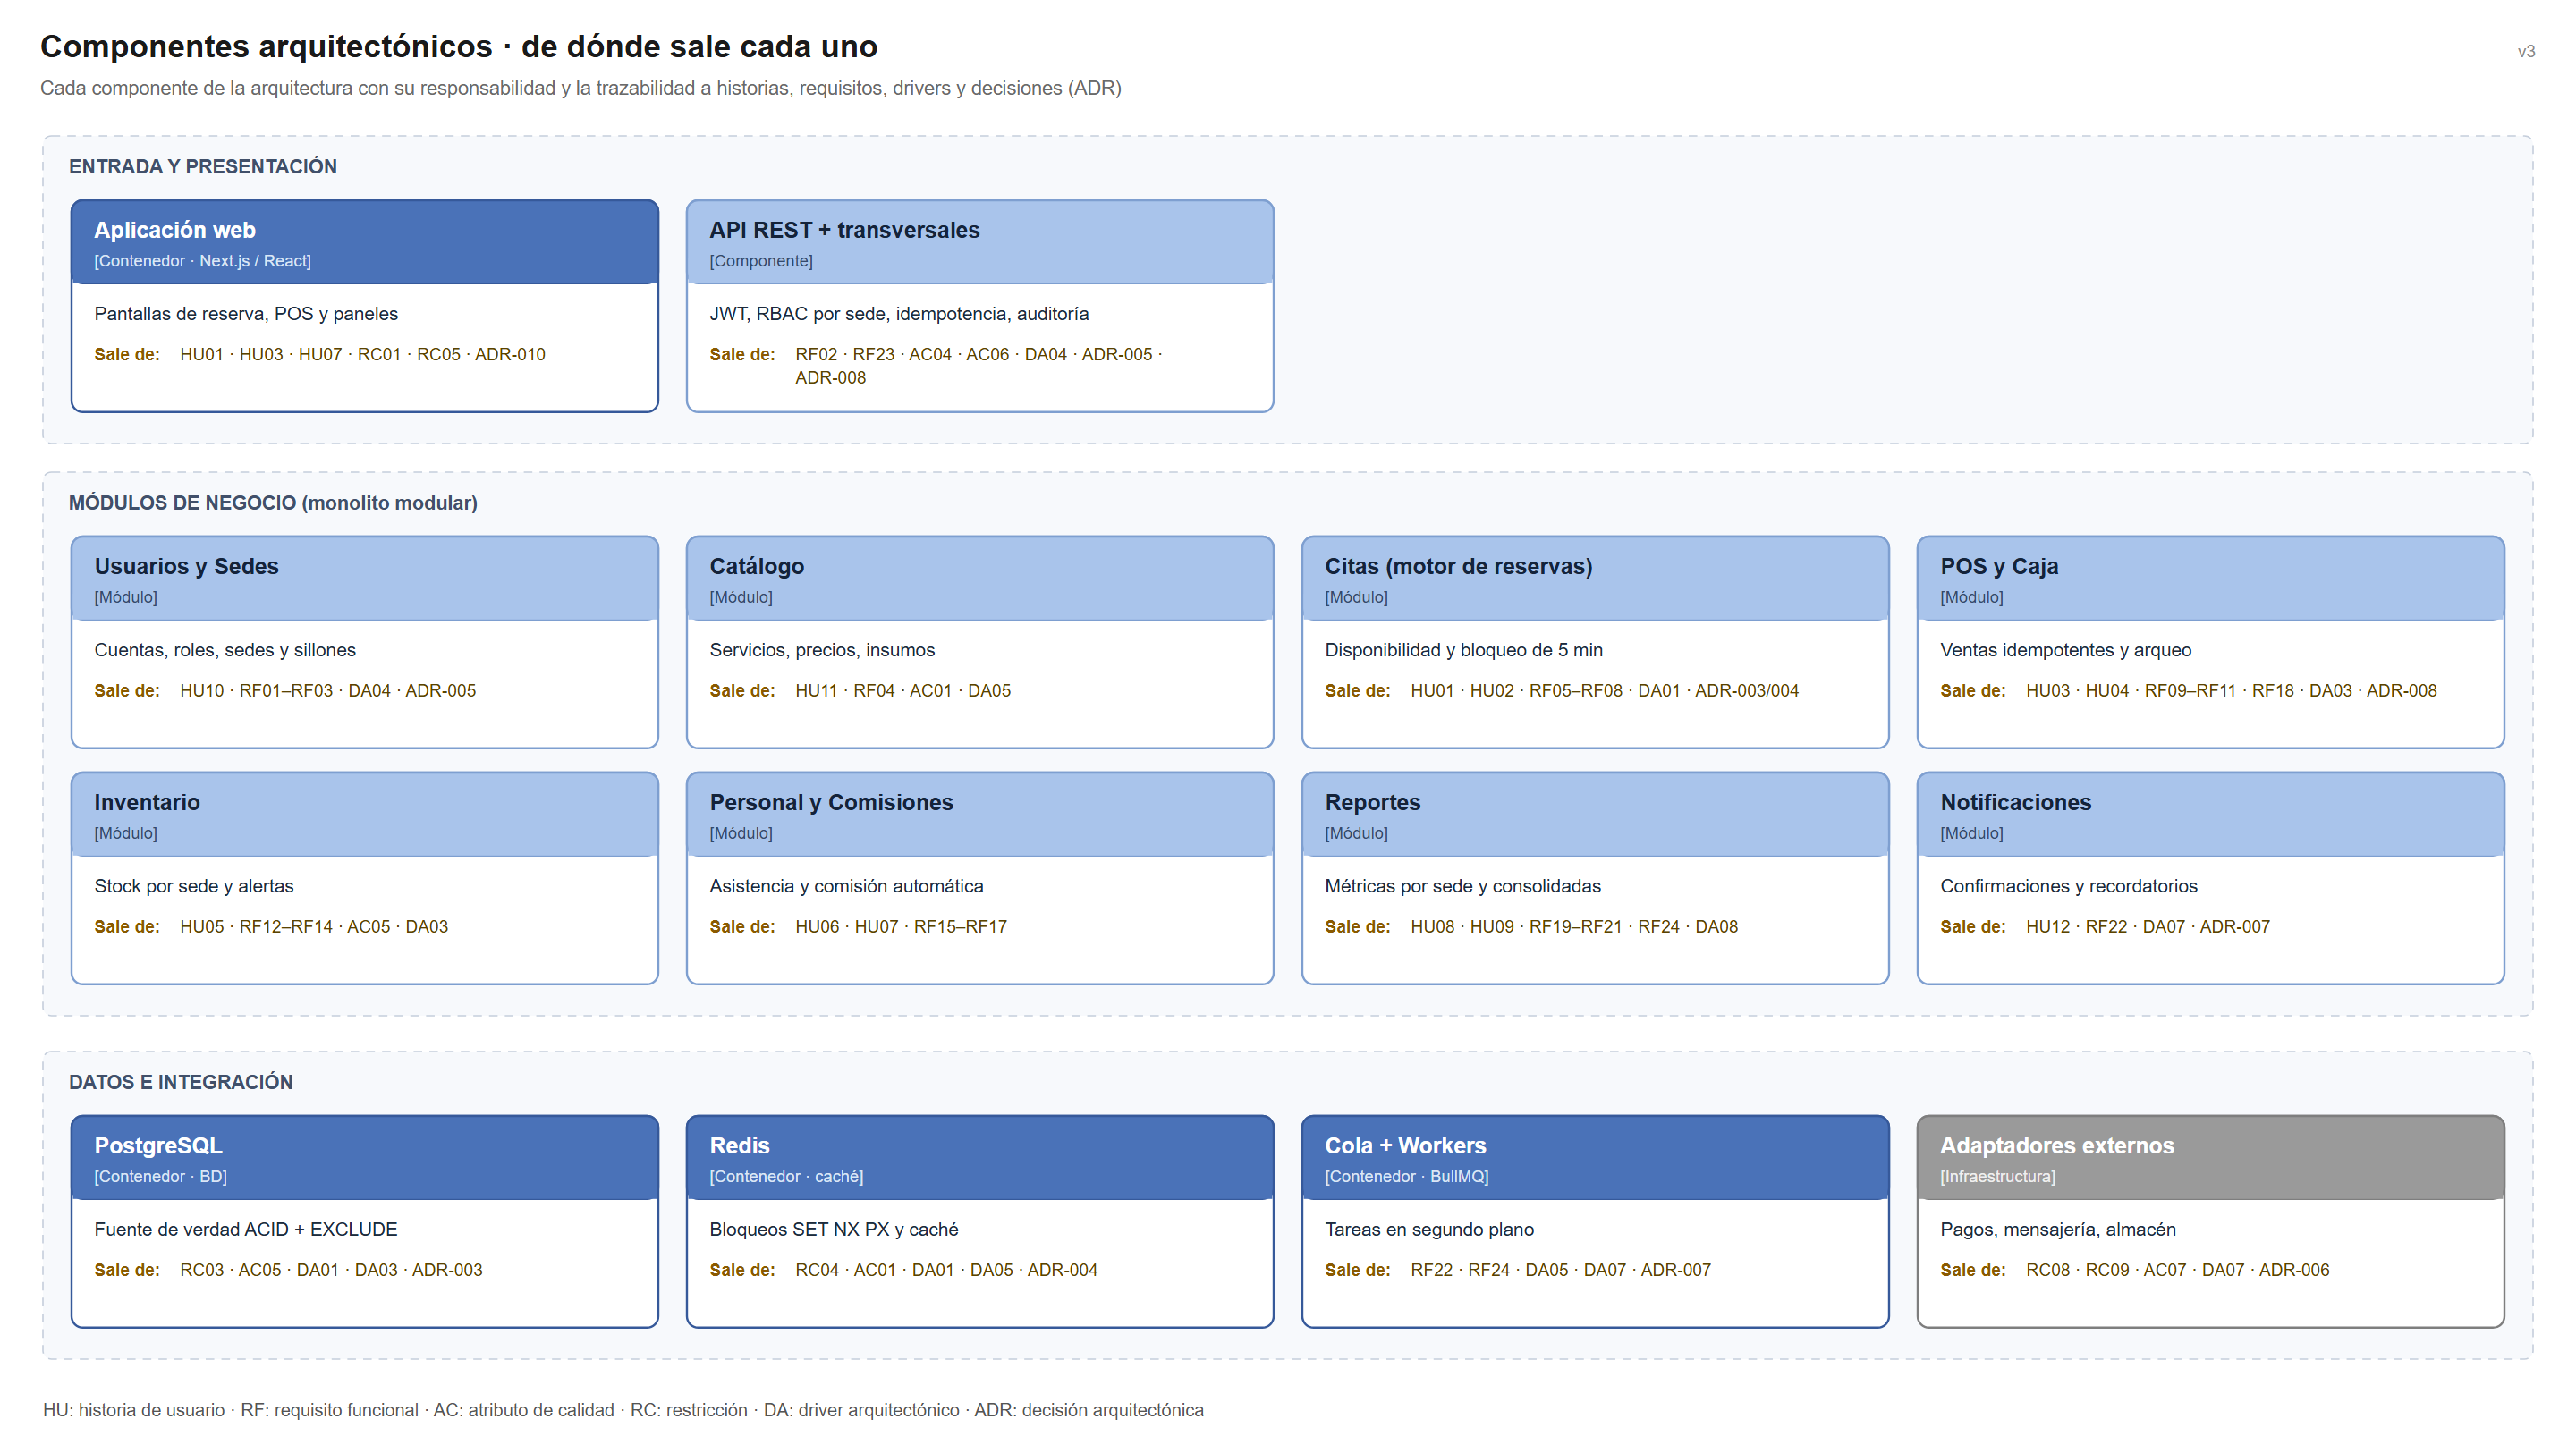 Componentes arquitectónicos · de dónde sale cada uno
v3
Cada componente de la arquitectura con su responsabilidad y la trazabilidad a historias, requisitos, drivers y decisiones (ADR)
ENTRADA Y PRESENTACIÓN
Aplicación web
[Contenedor · Next.js / React]
Pantallas de reserva, POS y paneles
Sale de: HU01 · HU03 · HU07 · RC01 · RC05 · ADR-010
API REST + transversales
[Componente]
JWT, RBAC por sede, idempotencia, auditoría
Sale de: RF02 · RF23 · AC04 · AC06 · DA04 · ADR-005 ·
ADR-008
MÓDULOS DE NEGOCIO (monolito modular)
Usuarios y Sedes
[Módulo]
Cuentas, roles, sedes y sillones
Sale de: HU10 · RF01–RF03 · DA04 · ADR-005
Catálogo
[Módulo]
Servicios, precios, insumos
Sale de: HU11 · RF04 · AC01 · DA05
Citas (motor de reservas)
[Módulo]
Disponibilidad y bloqueo de 5 min
Sale de: HU01 · HU02 · RF05–RF08 · DA01 · ADR-003/004
POS y Caja
[Módulo]
Ventas idempotentes y arqueo
Sale de: HU03 · HU04 · RF09–RF11 · RF18 · DA03 · ADR-008
Inventario
[Módulo]
Stock por sede y alertas
Sale de: HU05 · RF12–RF14 · AC05 · DA03
Personal y Comisiones
[Módulo]
Asistencia y comisión automática
Sale de: HU06 · HU07 · RF15–RF17
Reportes
[Módulo]
Métricas por sede y consolidadas
Sale de: HU08 · HU09 · RF19–RF21 · RF24 · DA08
Notificaciones
[Módulo]
Confirmaciones y recordatorios
Sale de: HU12 · RF22 · DA07 · ADR-007
DATOS E INTEGRACIÓN
PostgreSQL
[Contenedor · BD]
Fuente de verdad ACID + EXCLUDE
Sale de: RC03 · AC05 · DA01 · DA03 · ADR-003
Redis
[Contenedor · caché]
Bloqueos SET NX PX y caché
Sale de: RC04 · AC01 · DA01 · DA05 · ADR-004
Cola + Workers
[Contenedor · BullMQ]
Tareas en segundo plano
Sale de: RF22 · RF24 · DA05 · DA07 · ADR-007
Adaptadores externos
[Infraestructura]
Pagos, mensajería, almacén
Sale de: RC08 · RC09 · AC07 · DA07 · ADR-006
HU: historia de usuario · RF: requisito funcional · AC: atributo de calidad · RC: restricción · DA: driver arquitectónico · ADR: decisión arquitectónica